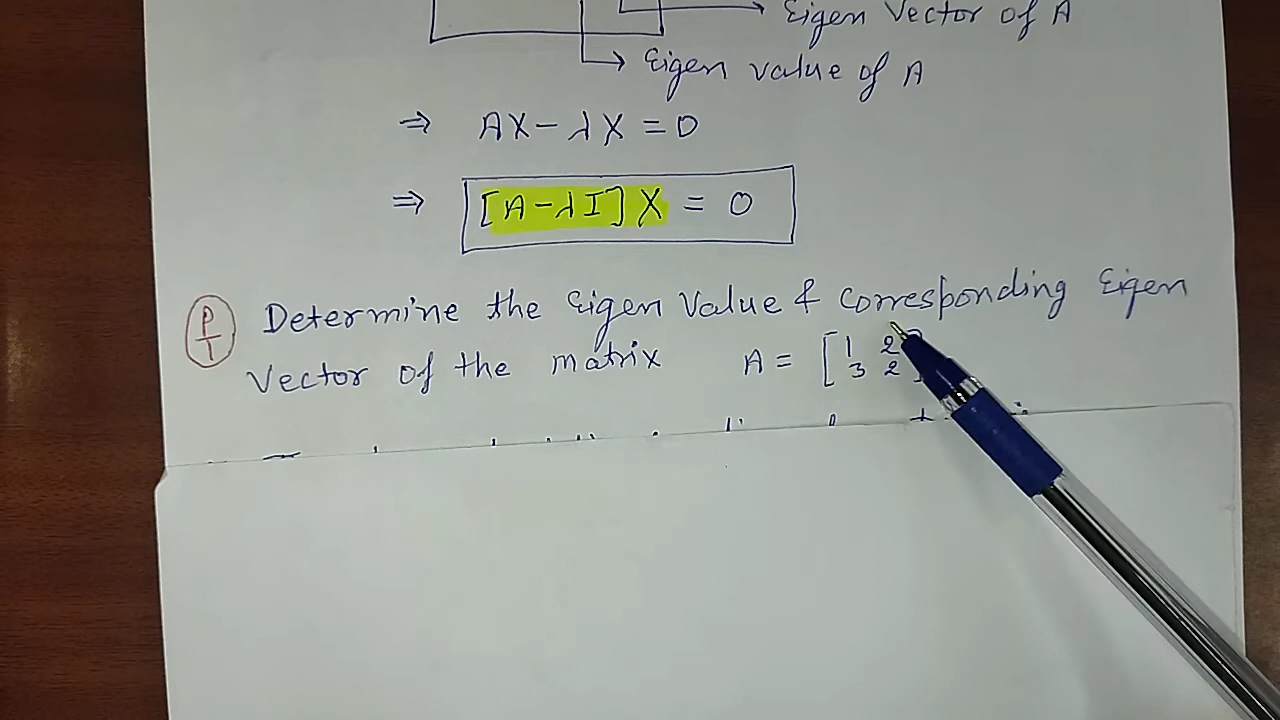 → Eigen Vector of A
→ Eigen value of A
⇒ AX - λX = 0
⇒ [A - λI] X = 0
P/1 Determine the Eigen Value & corresponding Eigen
Vector of the matrix A = [1 2
3 2]